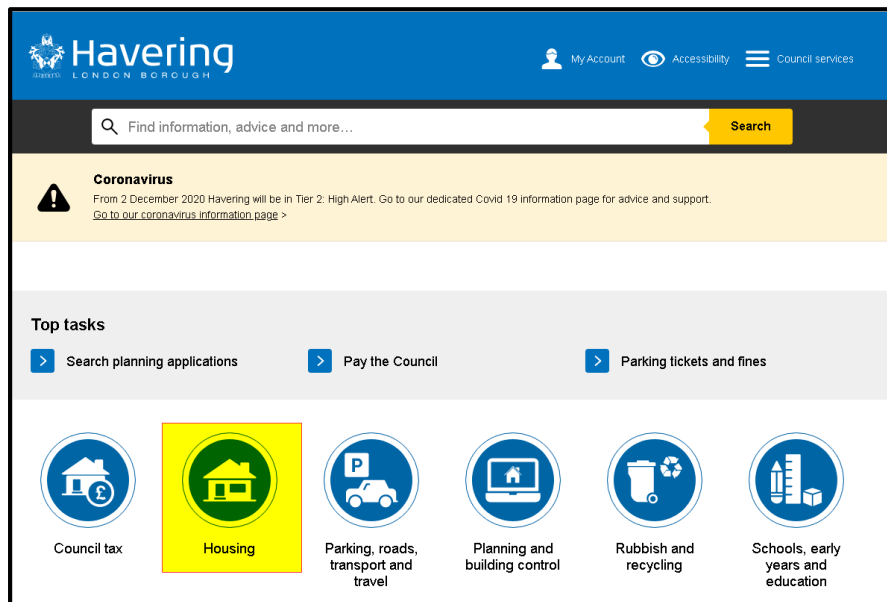 Havering
LONDON BOROUGH
My Account
Accessibility
Council services
Find information, advice and more...
Search
Coronavirus
From 2 December 2020 Havering will be in Tier 2: High Alert. Go to our dedicated Covid 19 information page for advice and support.
Go to our coronavirus information page >
Top tasks
Search planning applications
Pay the Council
Parking tickets and fines
P
£
Council tax
Housing
Parking, roads,
transport and
travel
Planning and
building control
Rubbish and
recycling
Schools, early
years and
education